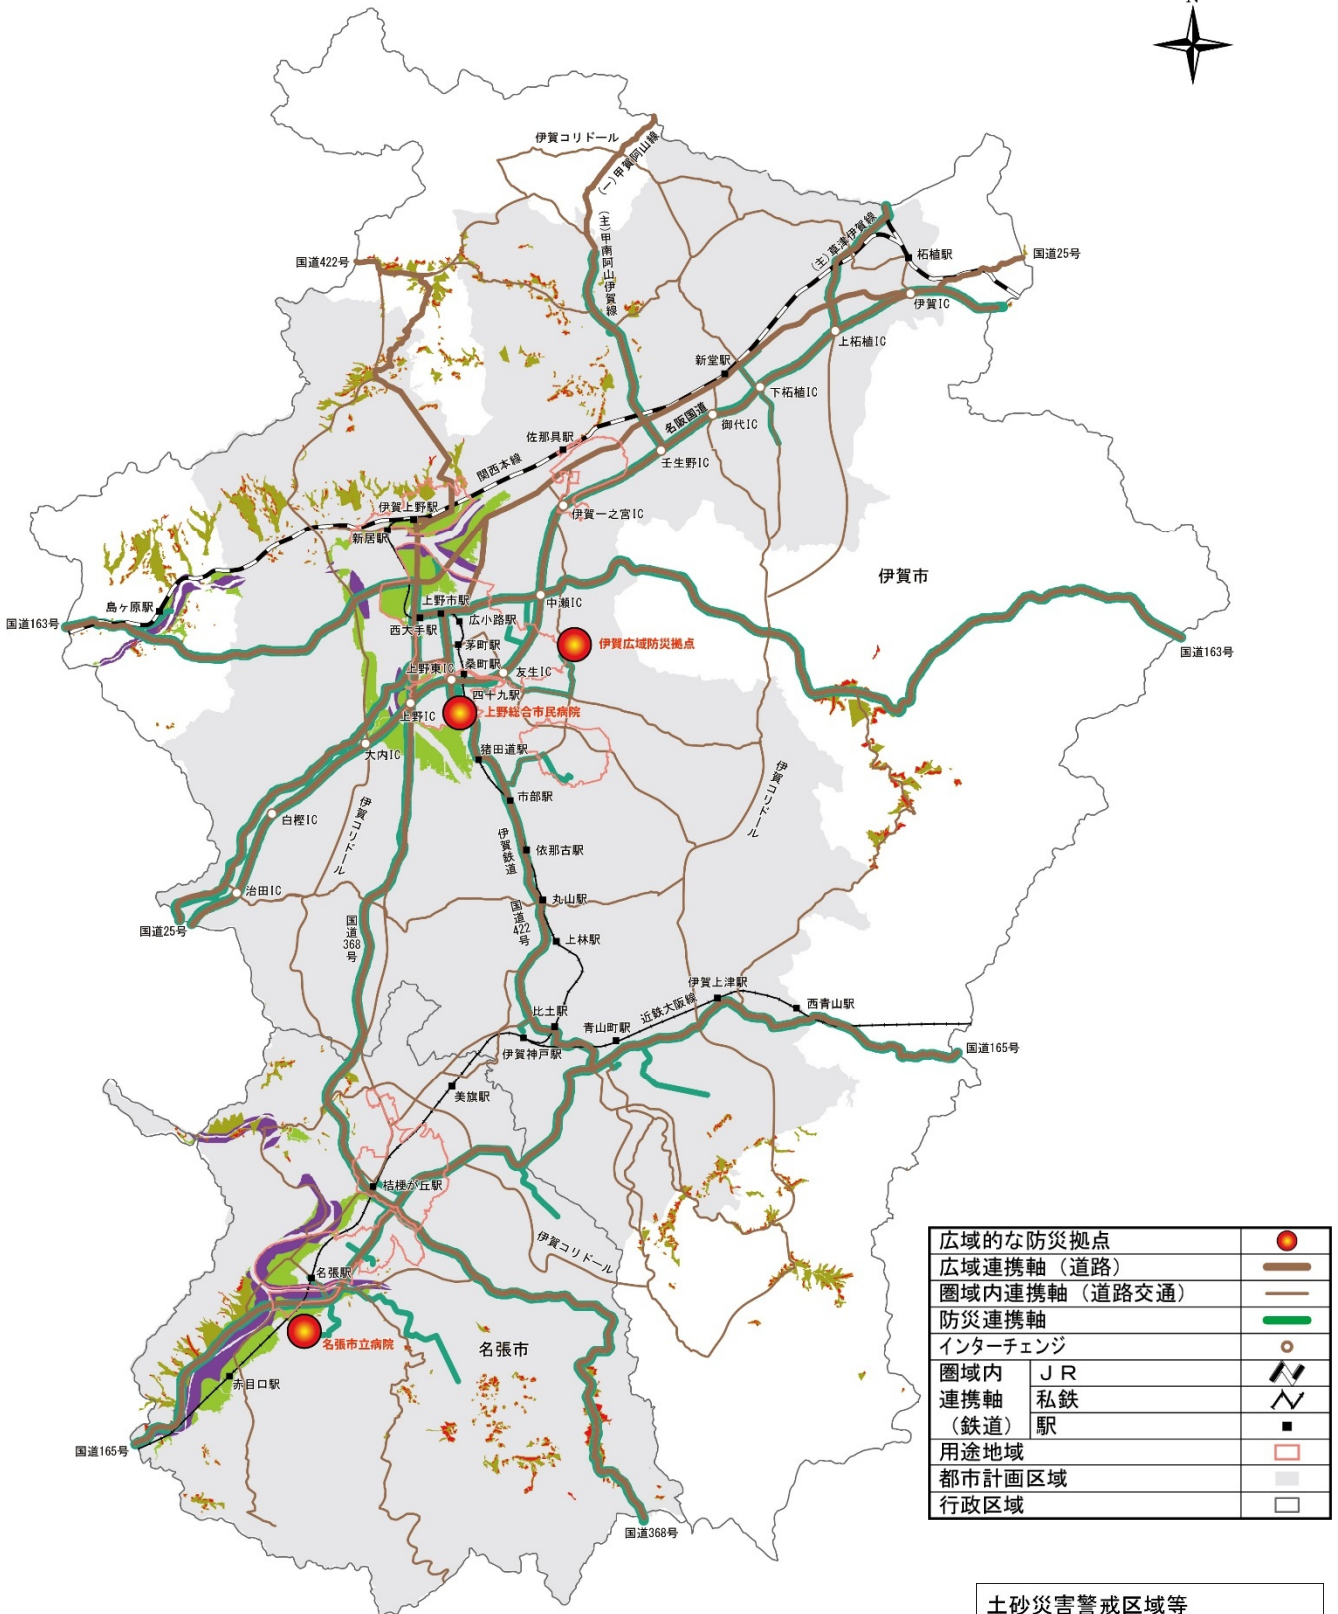 N
伊賀コリドール
(一)甲賀阿山線
(主)甲南阿山伊賀線
(主)草津伊賀線
国道422号
柘植駅
国道25号
伊賀IC
上柘植IC
新堂駅
下柘植IC
名阪国道
御代IC
佐那具駅
壬生野IC
関西本線
伊賀上野駅
伊賀一之宮IC
新居駅
伊賀市
島ヶ原駅
国道163号
上野市駅
中瀬IC
西大手駅
広小路駅
茅町駅
伊賀広域防災拠点
国道163号
桑町駅
上野東IC
友生IC
四十九駅
上野IC
上野総合市民病院
大内IC
猪田道駅
伊賀コリドール
市部駅
白樫IC
伊賀コリドール
伊賀鉄道
依那古駅
治田IC
丸山駅
国道25号
国道368号
国道422号
上林駅
伊賀上津駅
近鉄大阪線
西青山駅
比土駅
青山町駅
伊賀神戸駅
国道165号
美旗駅
桔梗が丘駅
伊賀コリドール
名張駅
名張市立病院
名張市
赤目口駅
国道165号
国道368号
広域的な防災拠点
広域連携軸（道路）
圏域内連携軸（道路交通）
防災連携軸
インターチェンジ
圏域内 ＪＲ
連携軸 私鉄
（鉄道） 駅
用途地域
都市計画区域
行政区域
土砂災害警戒区域等